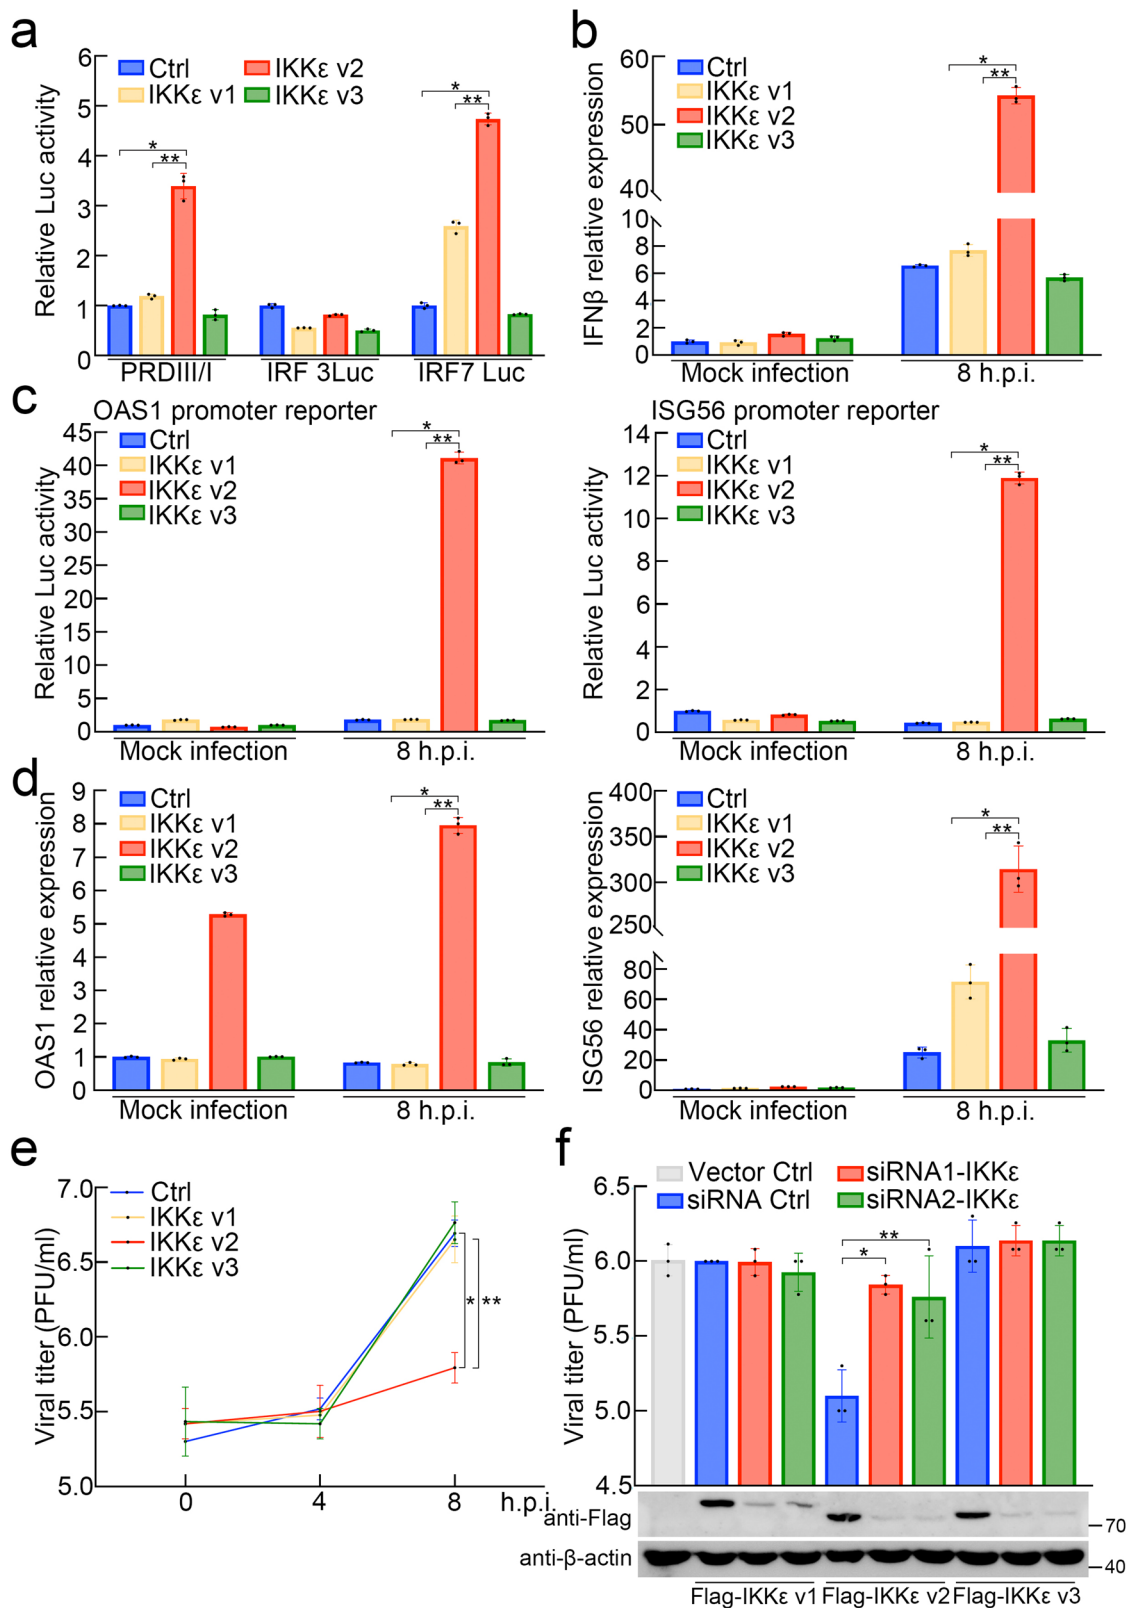 a
6
5
4
3
2
1
0
Relative Luc activity
Ctrl
IKKε v1
IKKε v2
IKKε v3
*
**
*
**
PRDIII/I
IRF 3Luc
IRF7 Luc
b
60
50
40
10
8
6
4
2
0
IFNβ relative expression
Ctrl
IKKε v1
IKKε v2
IKKε v3
*
**
Mock infection
8 h.p.i.
c
OAS1 promoter reporter
45
40
35
30
25
20
15
10
5
0
Relative Luc activity
Ctrl
IKKε v1
IKKε v2
IKKε v3
*
**
Mock infection
8 h.p.i.
ISG56 promoter reporter
14
12
10
8
6
4
2
0
Relative Luc activity
Ctrl
IKKε v1
IKKε v2
IKKε v3
*
**
Mock infection
8 h.p.i.
d
9
8
7
6
5
4
3
2
1
0
OAS1 relative expression
Ctrl
IKKε v1
IKKε v2
IKKε v3
*
**
Mock infection
8 h.p.i.
400
350
300
250
80
60
40
20
0
ISG56 relative expression
Ctrl
IKKε v1
IKKε v2
IKKε v3
*
**
Mock infection
8 h.p.i.
e
7.0
6.5
6.0
5.5
5.0
Viral titer (PFU/ml)
Ctrl
IKKε v1
IKKε v2
IKKε v3
*
**
0
4
8
h.p.i.
f
Vector Ctrl
siRNA Ctrl
siRNA1-IKKε
siRNA2-IKKε
6.5
6.0
5.5
5.0
4.5
Viral titer (PFU/ml)
*
**
anti-Flag
70
anti-β-actin
40
Flag-IKKε v1
Flag-IKKε v2
Flag-IKKε v3